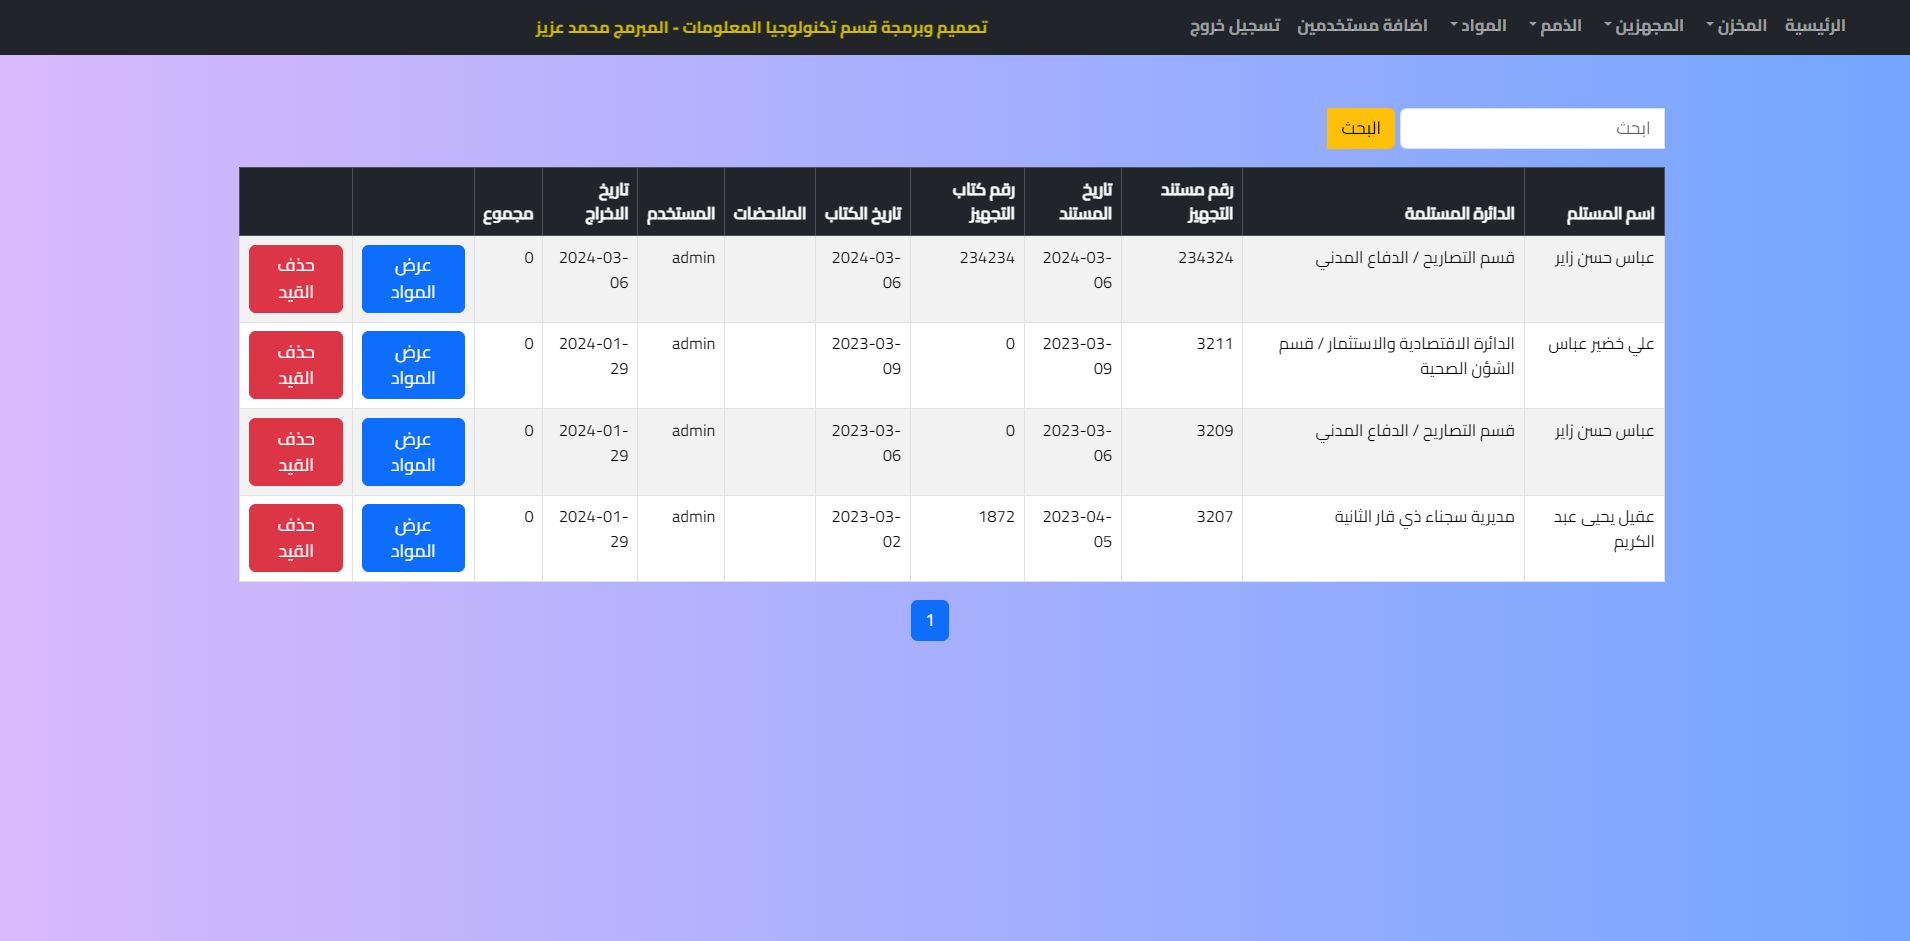 الرئيسية المخزن المجهزين الذمم المواد اضافة مستخدمين تسجيل خروج تصميم وبرمجة قسم تكنولوجيا المعلومات - المبرمج محمد عزيز
ابحث البحث
اسم المستلم الدائرة المستلمة رقم مستند التجهيز تاريخ المستند رقم كتاب التجهيز تاريخ الكتاب الملاحضات المستخدم تاريخ الاخراج مجموع
عباس حسن زاير قسم التصاريح / الدفاع المدني 234324 2024-03-06 234234 2024-03-06 admin 2024-03-06 0 عرض المواد حذف القيد
علي خضير عباس الدائرة الاقتصادية والاستثمار / قسم الشؤن الصحية 3211 2023-03-09 0 2023-03-09 admin 2024-01-29 0 عرض المواد حذف القيد
عباس حسن زاير قسم التصاريح / الدفاع المدني 3209 2023-03-06 0 2023-03-06 admin 2024-01-29 0 عرض المواد حذف القيد
عقيل يحيى عبد الكريم مديرية سجناء ذي قار الثانية 3207 2023-04-05 1872 2023-03-02 admin 2024-01-29 0 عرض المواد حذف القيد
1